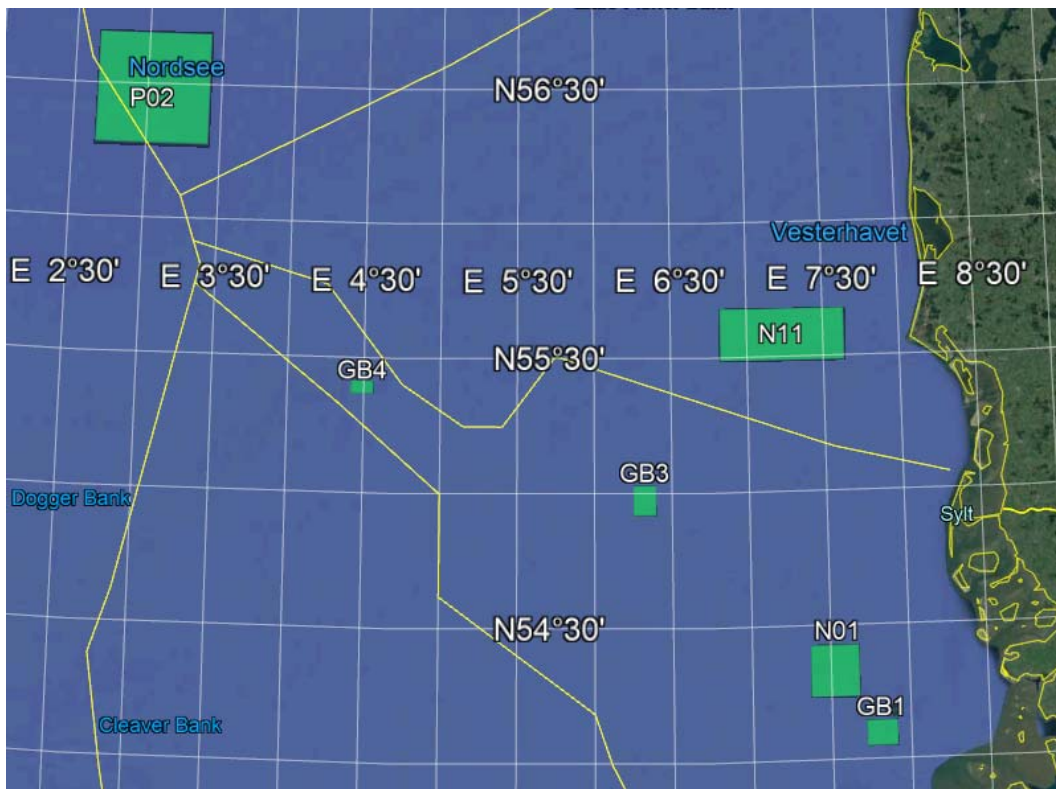 Nordsee
P02
N56°30'
Vesterhavet
E 2°30'
E 3°30'
E 4°30'
E 5°30'
E 6°30'
E 7°30'
E 8°30'
N11
N55°30'
GB4
GB3
Dogger Bank
Sylt
N54°30'
N01
GB1
Cleaver Bank